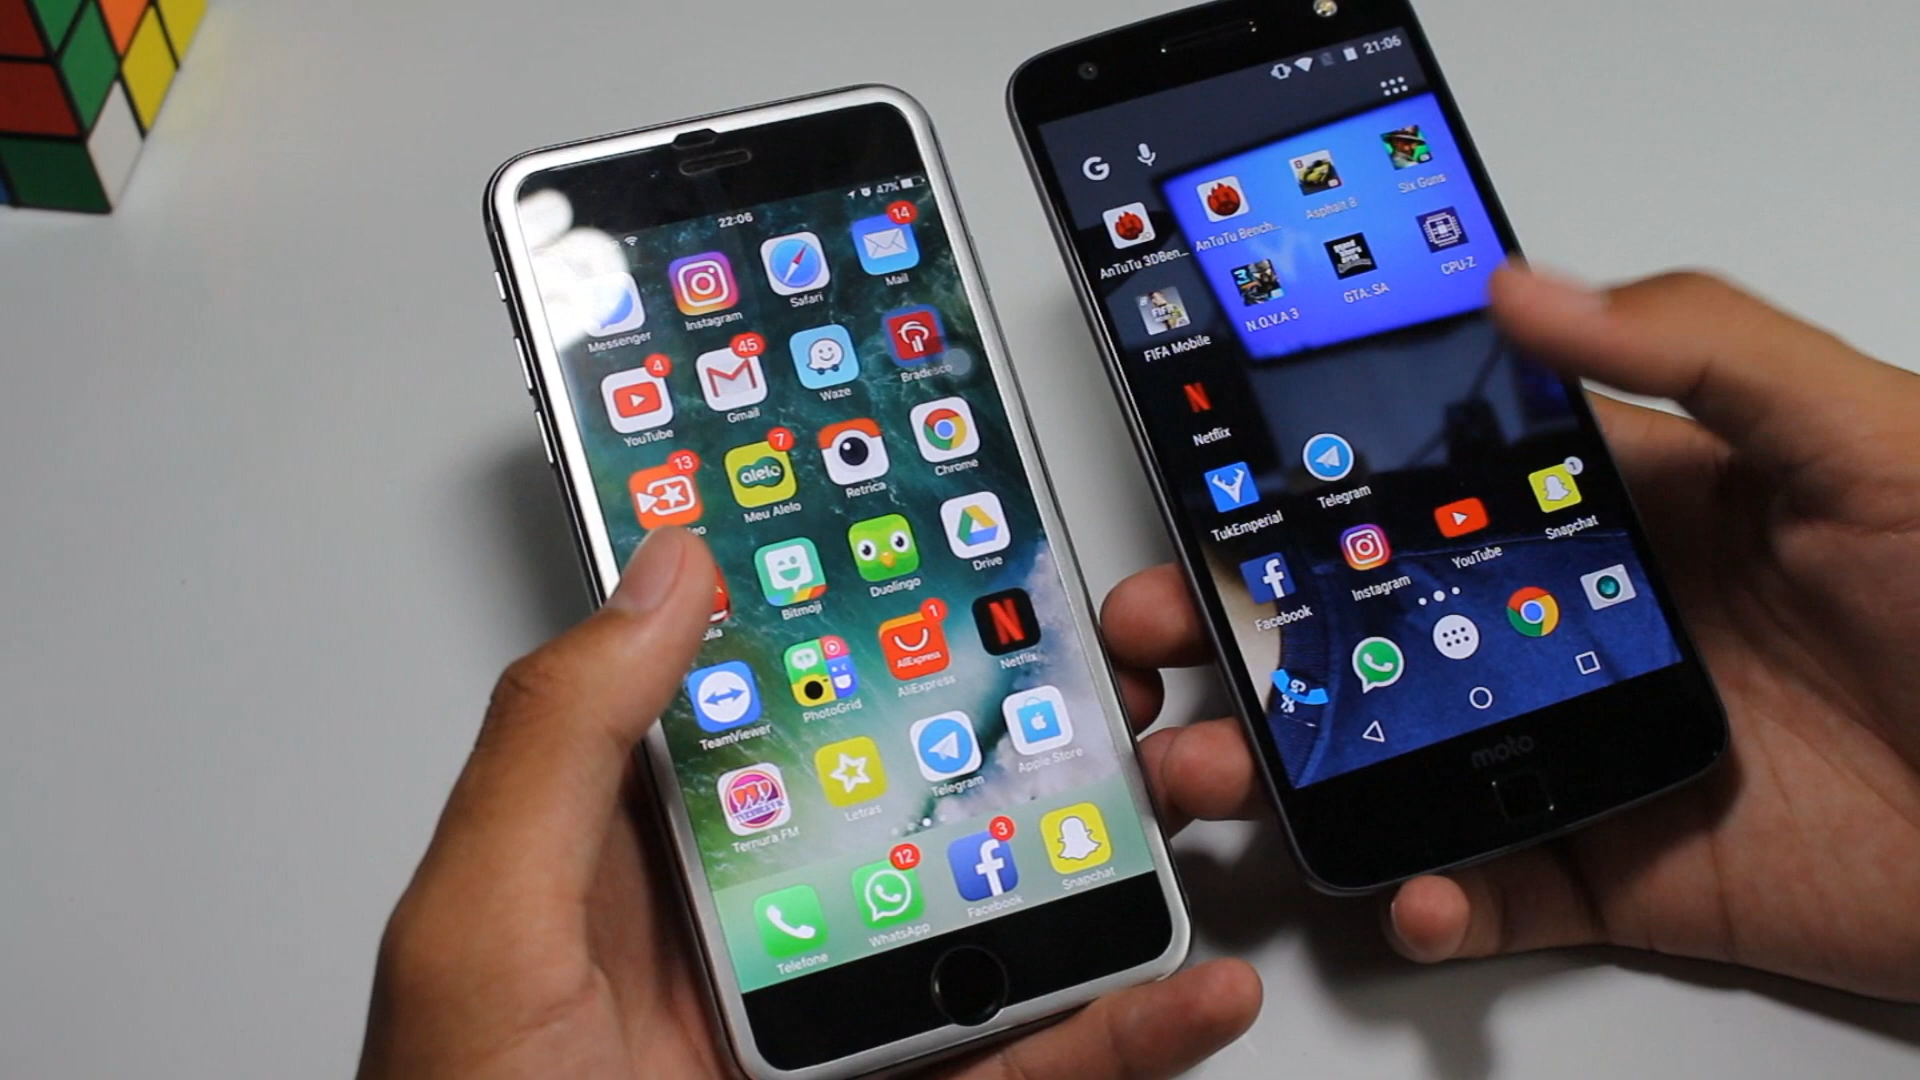 22:06
47%
14
Messenger
Instagram
Safari
Mail
4
45
YouTube
Gmail
Waze
Bradesco
13
7
alelo
Meu Alelo
Retrica
Chrome
Bitmoji
Duolingo
Drive
1
TeamViewer
PhotoGrid
AliExpress
AliExpress
N
Netflix
Ternura FM
Letras
Telegram
Apple Store
12
3
Telefone
WhatsApp
Facebook
Snapchat
21:06
G
AnTuTu 3DBen...
AnTuTu Bench...
Asphalt 8
Six Guns
FIFA
FIFA Mobile
N.O.V.A 3
GTA: SA
CPU-Z
N
Netflix
TukEmperial
Telegram
1
Facebook
Instagram
YouTube
Snapchat
moto